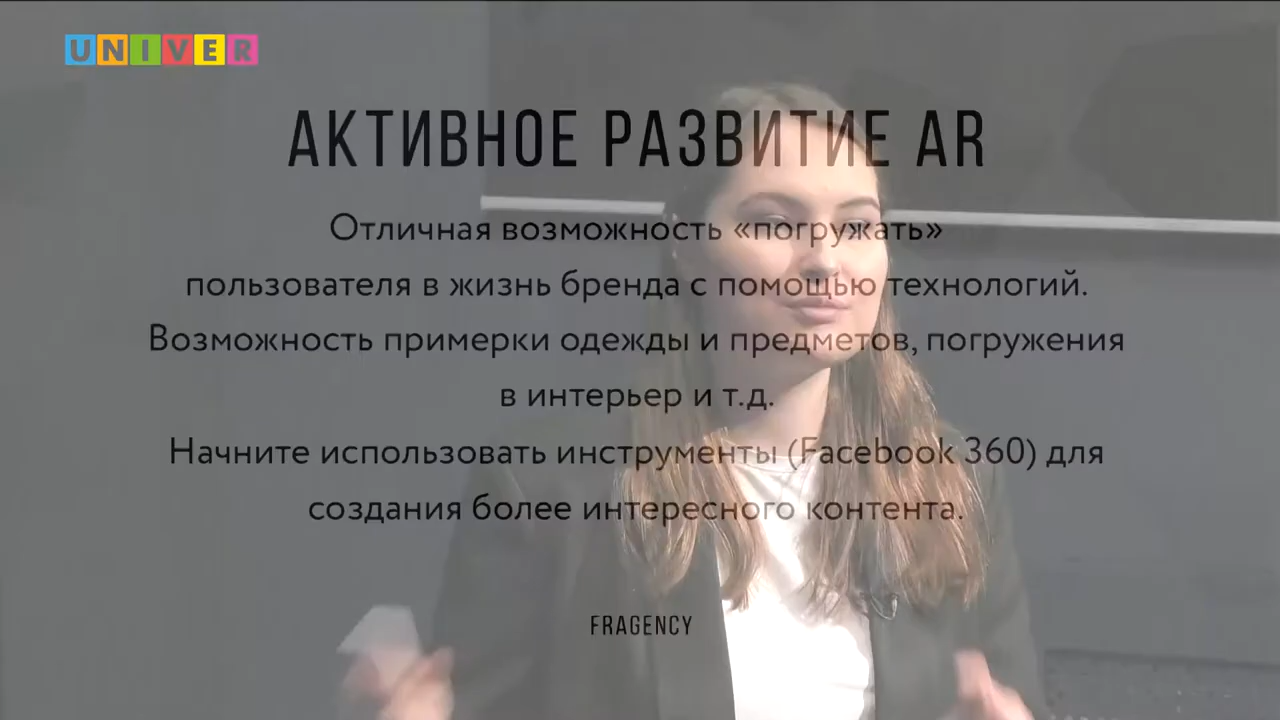 UNIVER
АКТИВНОЕ РАЗВИТИЕ AR
Отличная возможность «погружать»
пользователя в жизнь бренда с помощью технологий.
Возможность примерки одежды и предметов, погружения
в интерьер и т.д.
Начните использовать инструменты (Facebook 360) для
создания более интересного контента.
FRAGENCY